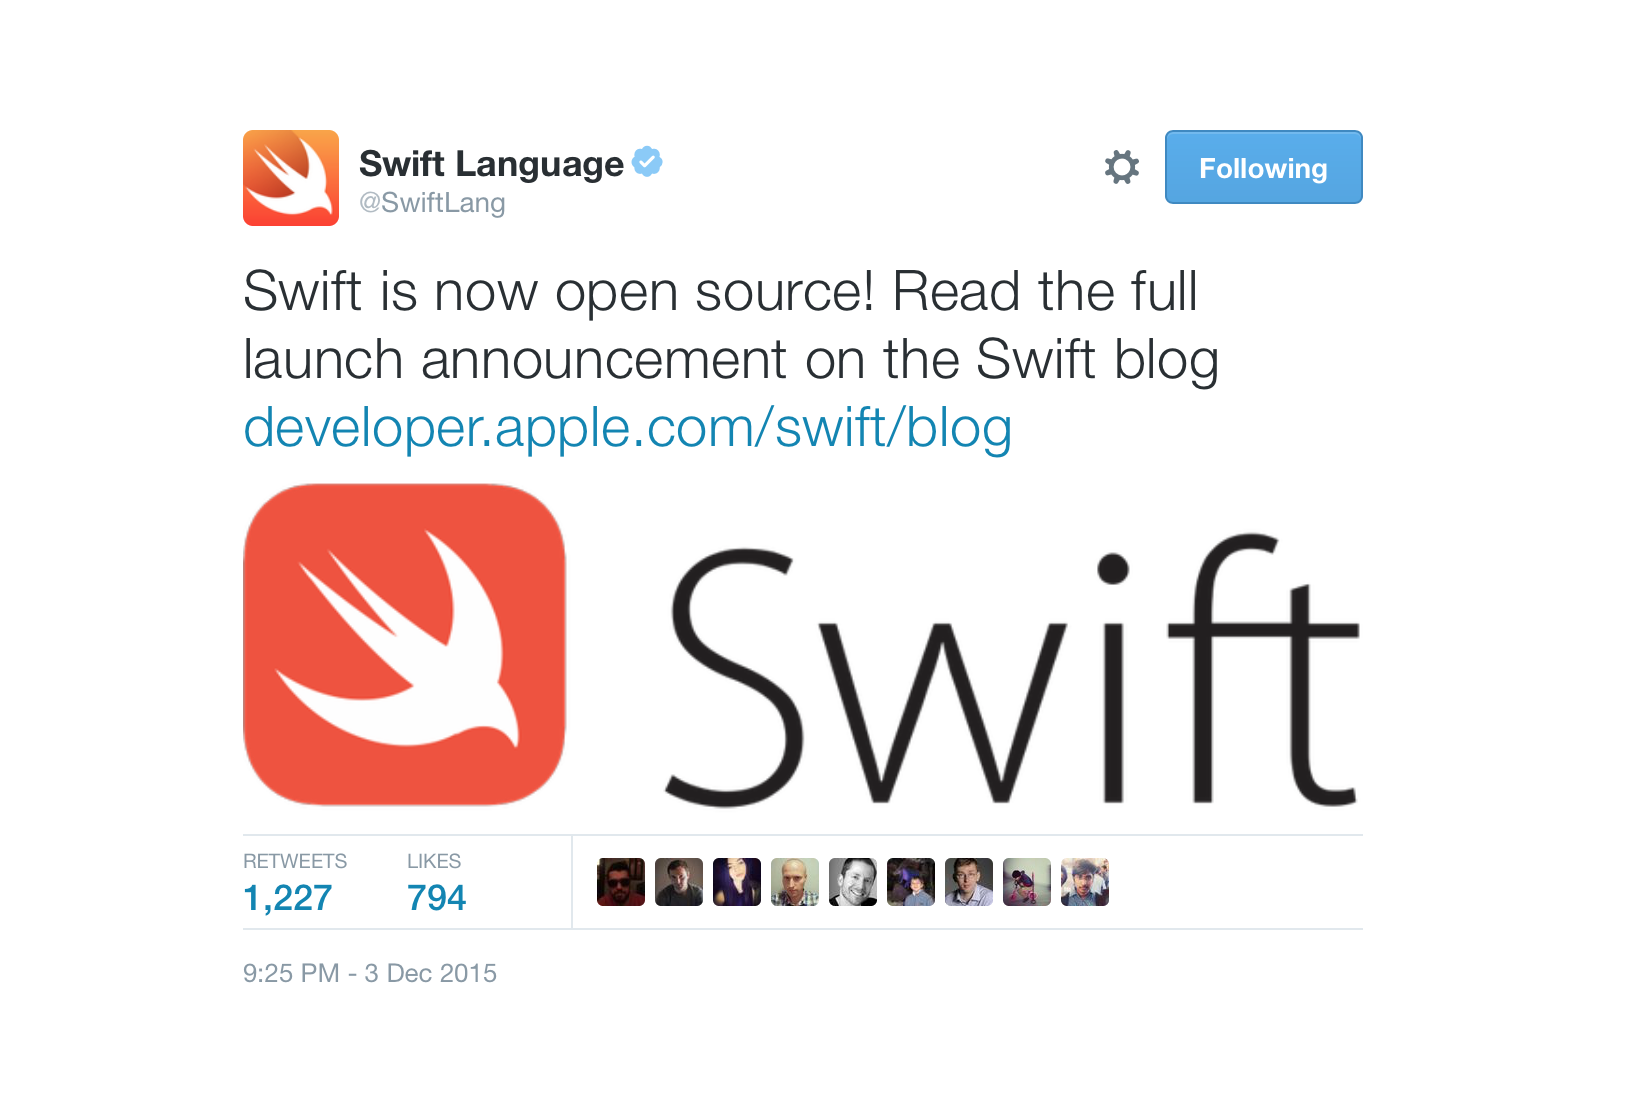 Swift Language
@SwiftLang
Following
Swift is now open source! Read the full
launch announcement on the Swift blog
developer.apple.com/swift/blog
Swift
RETWEETS
LIKES
1,227
794
9:25 PM - 3 Dec 2015